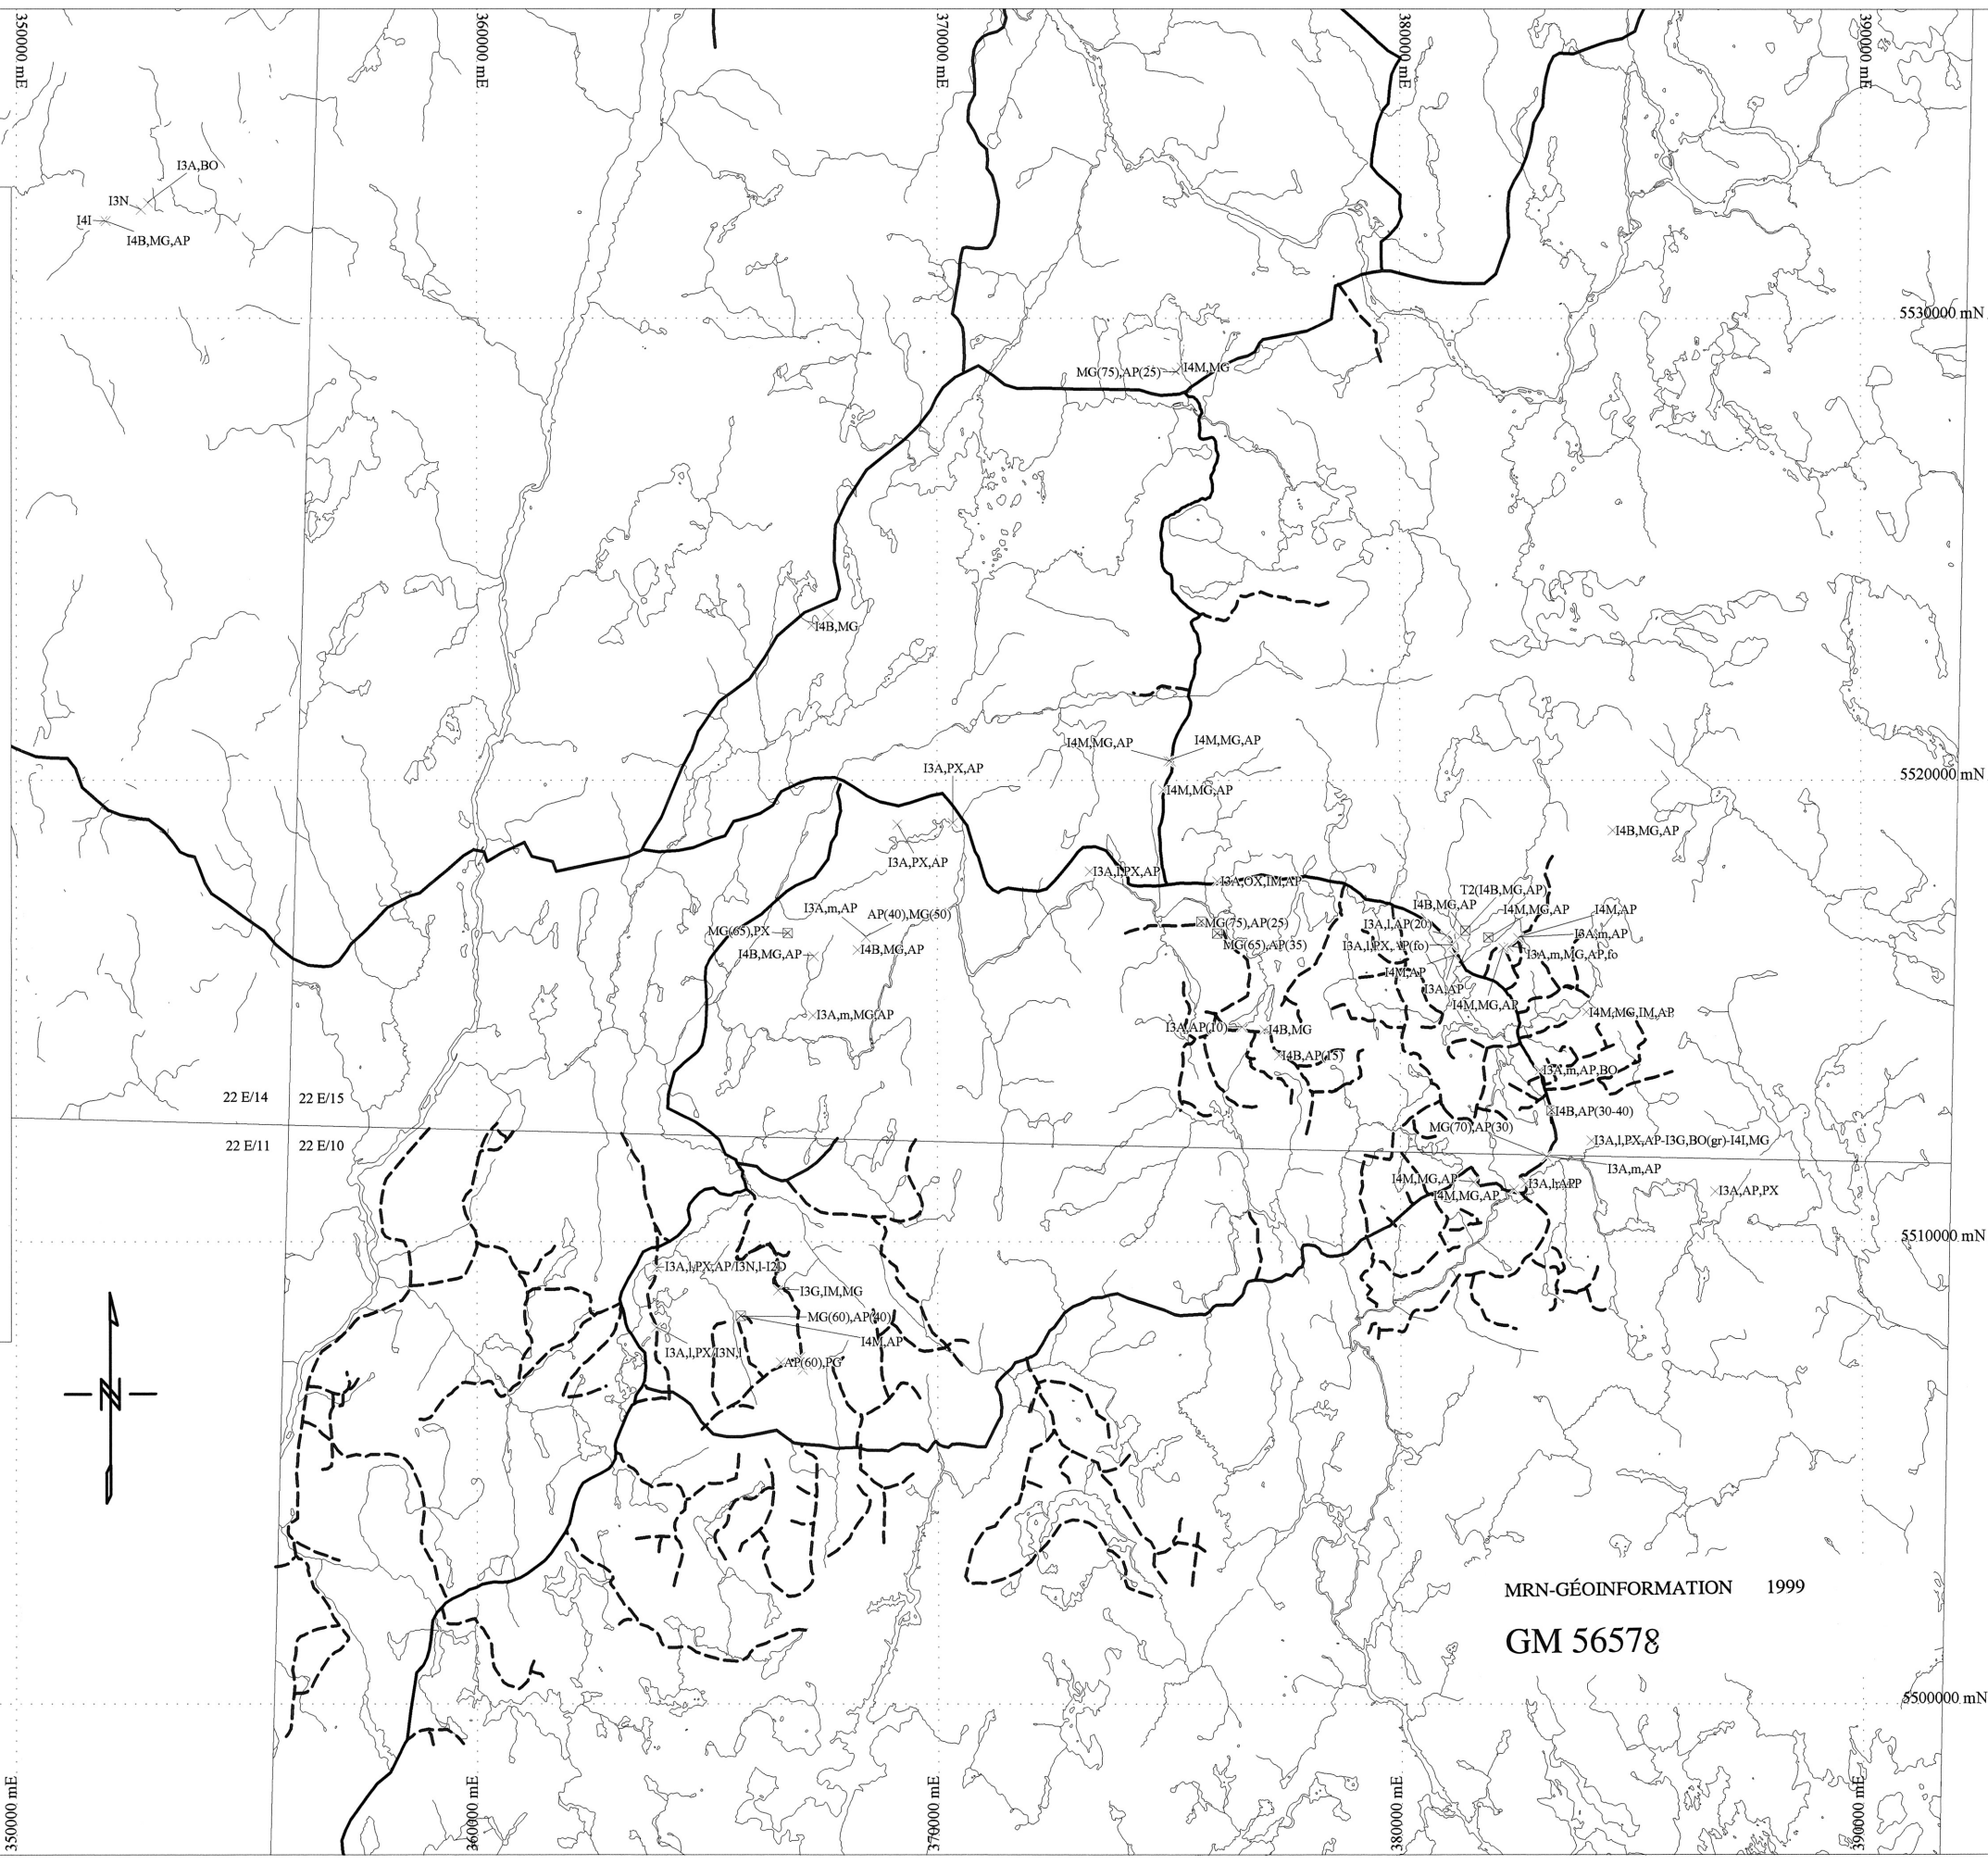 350000 mE
360000 mE
370000 mE
380000 mE
390000 mE
I3A,BO
I3N
I4I
I4B,MG,AP
5530000 mN
MG(75),AP(25)
I4M,MG
I4B,MG
I4M,MG,AP
I4M,MG,AP
I3A,PX,AP
5520000 mN
I4M,MG,AP
I4B,MG,AP
I3A,PX,AP
I3A,l,PX,AP
I3A,OX,IM,AP
T2(I4B,MG,AP)
I4B,MG,AP
I4M,MG,AP
I4M,AP
I3A,m,AP
AP(40),MG(50)
MG(75),AP(25)
I3A,l,AP(20)
MG(65),PX
I3A,m,AP
MG(65),AP(35)
I3A,l,PX,AP(fo)
I4B,MG,AP
I4B,MG,AP
I3A,m,MG,AP,fo
I4M,AP
I3A,AP
I4M,MG,AP
I3A,m,MG,AP
I4M,MG,IM,AP
I3A,AP(10)
I4B,MG
I4B,AP(15)
I3A,m,AP,BO
22 E/14
22 E/15
I4B,AP(30-40)
MG(70),AP(30)
22 E/11
22 E/10
I3A,l,PX,AP-I3G,BO(gr)-I4I,MG
I3A,m,AP
I4M,MG,AP
I4M,MG,AP
I3A,AP,PX
5510000 mN
I3A,l,PX,AP/I3N,l-I2D
I3G,IM,MG
MG(60),AP(40)
I4M,AP
I3A,l,PX/I3N,l
AP(60),PG
N
MRN-GÉOINFORMATION 1999
GM 56578
5500000 mN
350000 mE
360000 mE
370000 mE
380000 mE
390000 mE